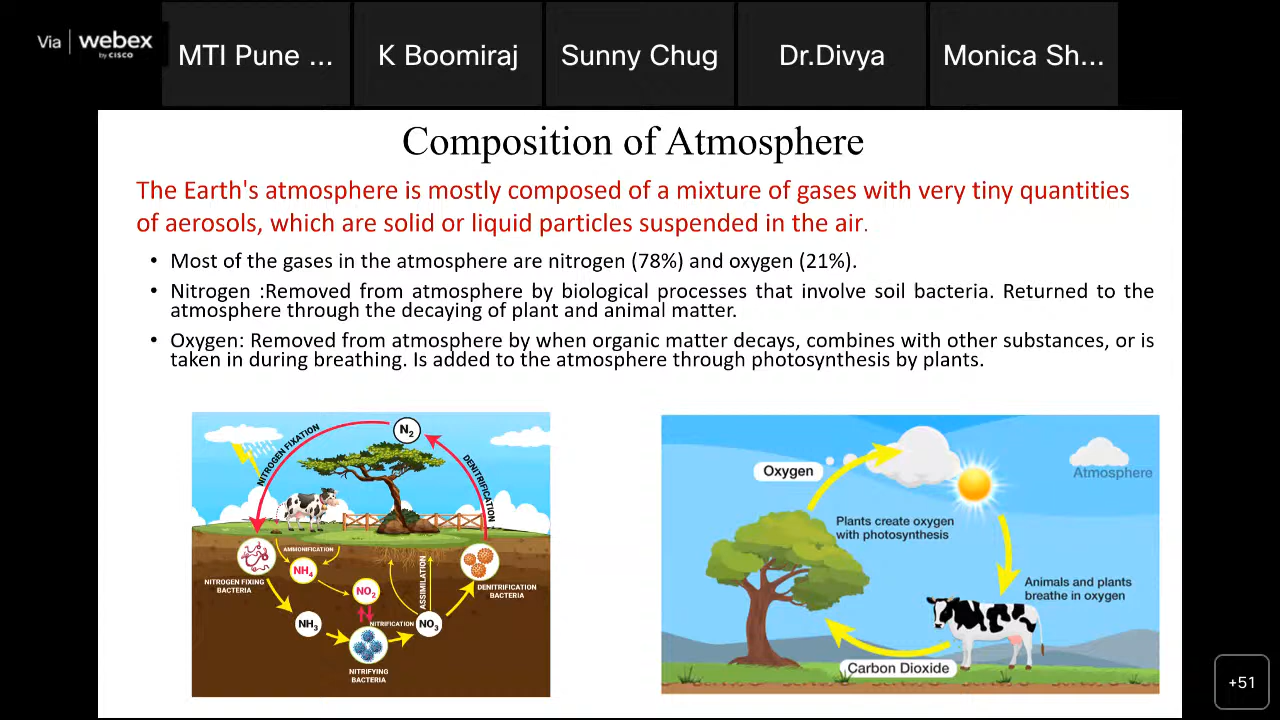 Via webex
by CISCO
MTI Pune ...
K Boomiraj
Sunny Chug
Dr.Divya
Monica Sh...
Composition of Atmosphere
The Earth's atmosphere is mostly composed of a mixture of gases with very tiny quantities
of aerosols, which are solid or liquid particles suspended in the air.
• Most of the gases in the atmosphere are nitrogen (78%) and oxygen (21%).
• Nitrogen :Removed from atmosphere by biological processes that involve soil bacteria. Returned to the
atmosphere through the decaying of plant and animal matter.
• Oxygen: Removed from atmosphere by when organic matter decays, combines with other substances, or is
taken in during breathing. Is added to the atmosphere through photosynthesis by plants.
N2
NITROGEN FIXATION
DENITRIFICATION
AMMONIFICATION
NH4
NITROGEN FIXING
BACTERIA
NO2
ASSIMILATION
DENITRIFICATION
BACTERIA
NH3
NITRIFICATION
NO3
NITRIFYING
BACTERIA
Atmosphere
Oxygen
Plants create oxygen
with photosynthesis
Animals and plants
breathe in oxygen
Carbon Dioxide
+51